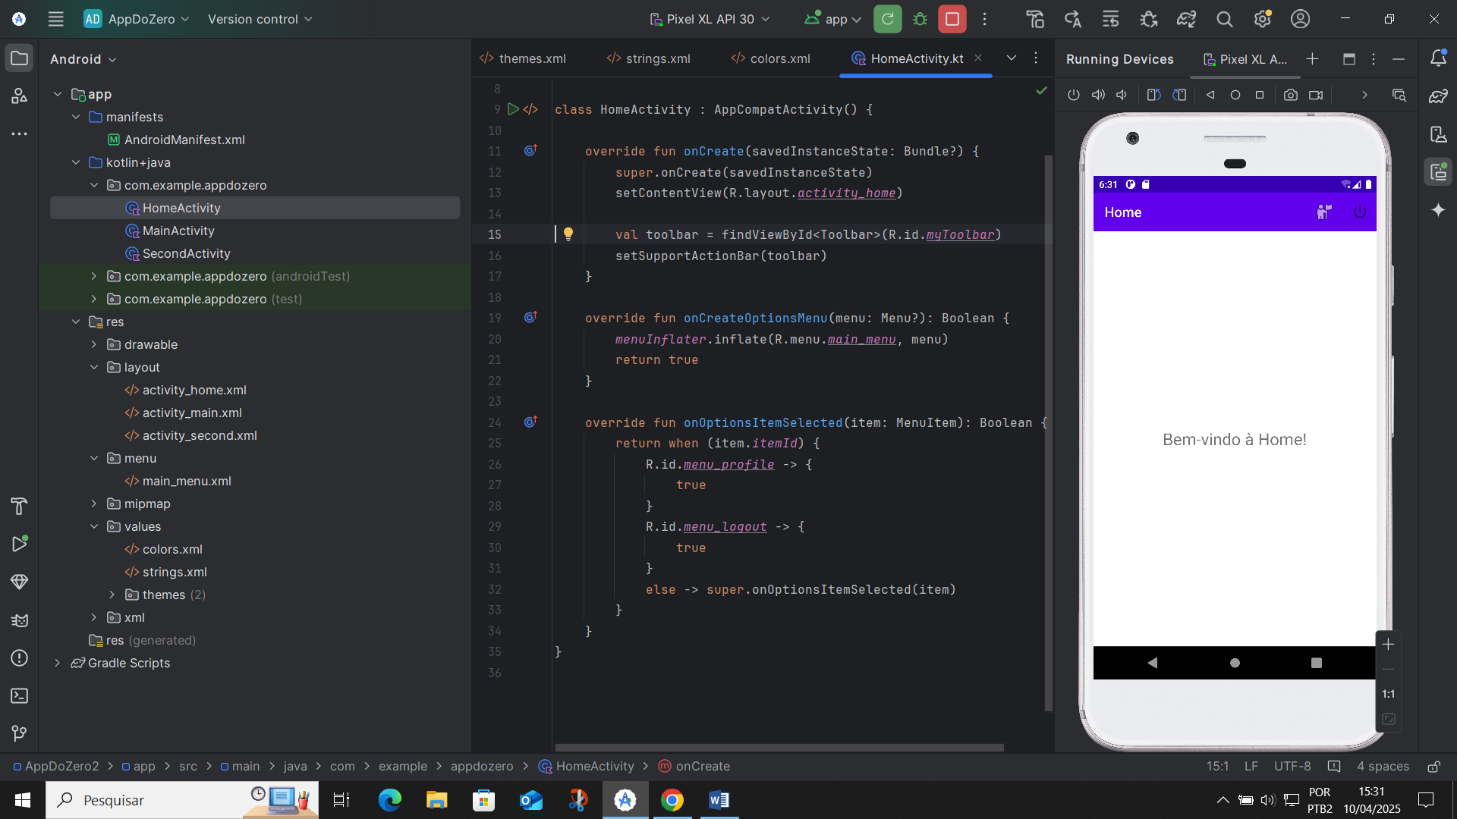 AD AppDoZero Version control Pixel XL API 30 app
Android
app
manifests
AndroidManifest.xml
kotlin+java
com.example.appdozero
HomeActivity
MainActivity
SecondActivity
com.example.appdozero (androidTest)
com.example.appdozero (test)
res
drawable
layout
activity_home.xml
activity_main.xml
activity_second.xml
menu
main_menu.xml
mipmap
values
colors.xml
strings.xml
themes (2)
xml
res (generated)
Gradle Scripts
themes.xml strings.xml colors.xml HomeActivity.kt
8
9 class HomeActivity : AppCompatActivity() {
10
11 override fun onCreate(savedInstanceState: Bundle?) {
12 super.onCreate(savedInstanceState)
13 setContentView(R.layout.activity_home)
14
15 val toolbar = findViewById<Toolbar>(R.id.myToolbar)
16 setSupportActionBar(toolbar)
17 }
18
19 override fun onCreateOptionsMenu(menu: Menu?): Boolean {
20 menuInflater.inflate(R.menu.main_menu, menu)
21 return true
22 }
23
24 override fun onOptionsItemSelected(item: MenuItem): Boolean {
25 return when (item.itemId) {
26 R.id.menu_profile -> {
27 true
28 }
29 R.id.menu_logout -> {
30 true
31 }
32 else -> super.onOptionsItemSelected(item)
33 }
34 }
35 }
36
Running Devices Pixel XL A...
6:31
Home
Bem-vindo à Home!
1:1
AppDoZero2 > app > src > main > java > com > example > appdozero > HomeActivity > onCreate 15:1 LF UTF-8 4 spaces
Pesquisar
POR
PTB2
15:31
10/04/2025